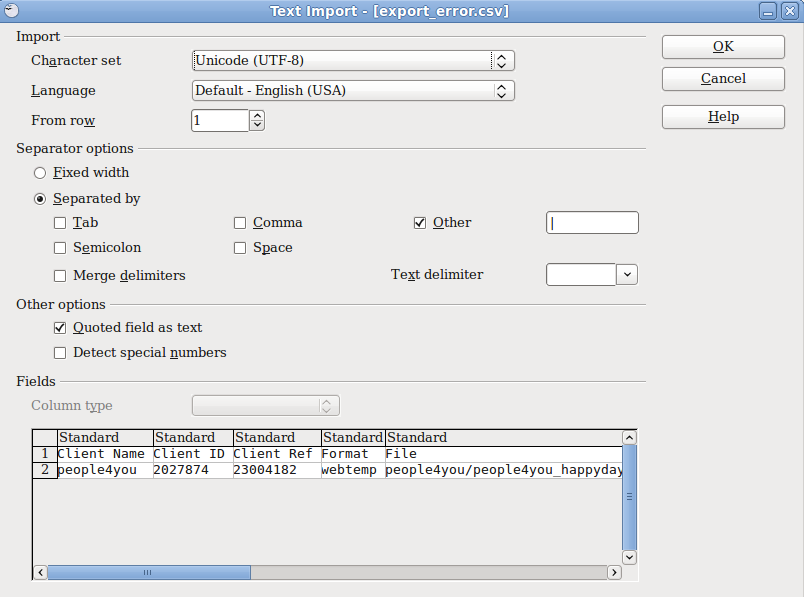 Text Import - [export_error.csv]
Import
Character set Unicode (UTF-8)
Language Default - English (USA)
From row 1
OK
Cancel
Help
Separator options
Fixed width
Separated by
Tab Comma Other |
Semicolon Space
Merge delimiters Text delimiter
Other options
Quoted field as text
Detect special numbers
Fields
Column type
Standard Standard Standard Standard Standard
1 Client Name Client ID Client Ref Format File
2 people4you 2027874 23004182 webtemp people4you/people4you_happyday